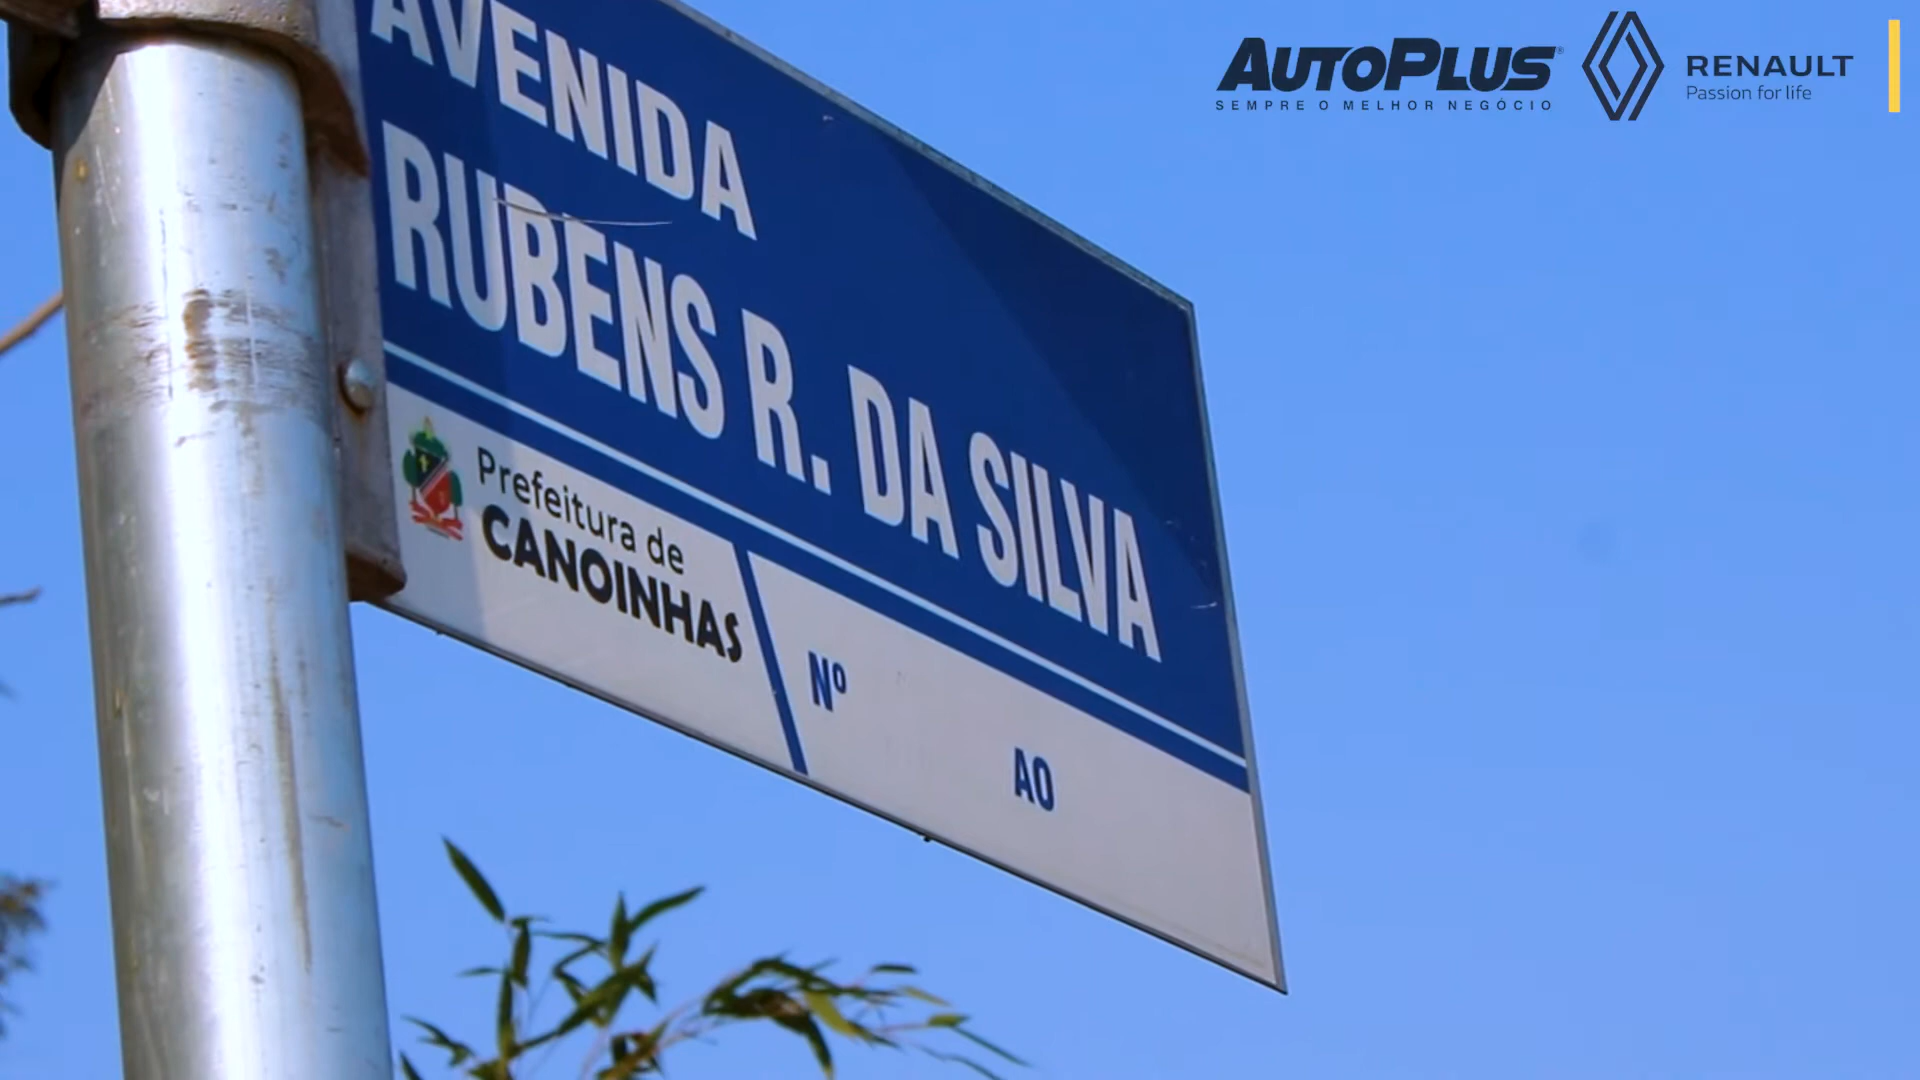 AVENIDA
RUBENS R. DA SILVA
Prefeitura de
CANOINHAS
Nº
AO
AUTOPLUS®
SEMPRE O MELHOR NEGÓCIO
RENAULT
Passion for life